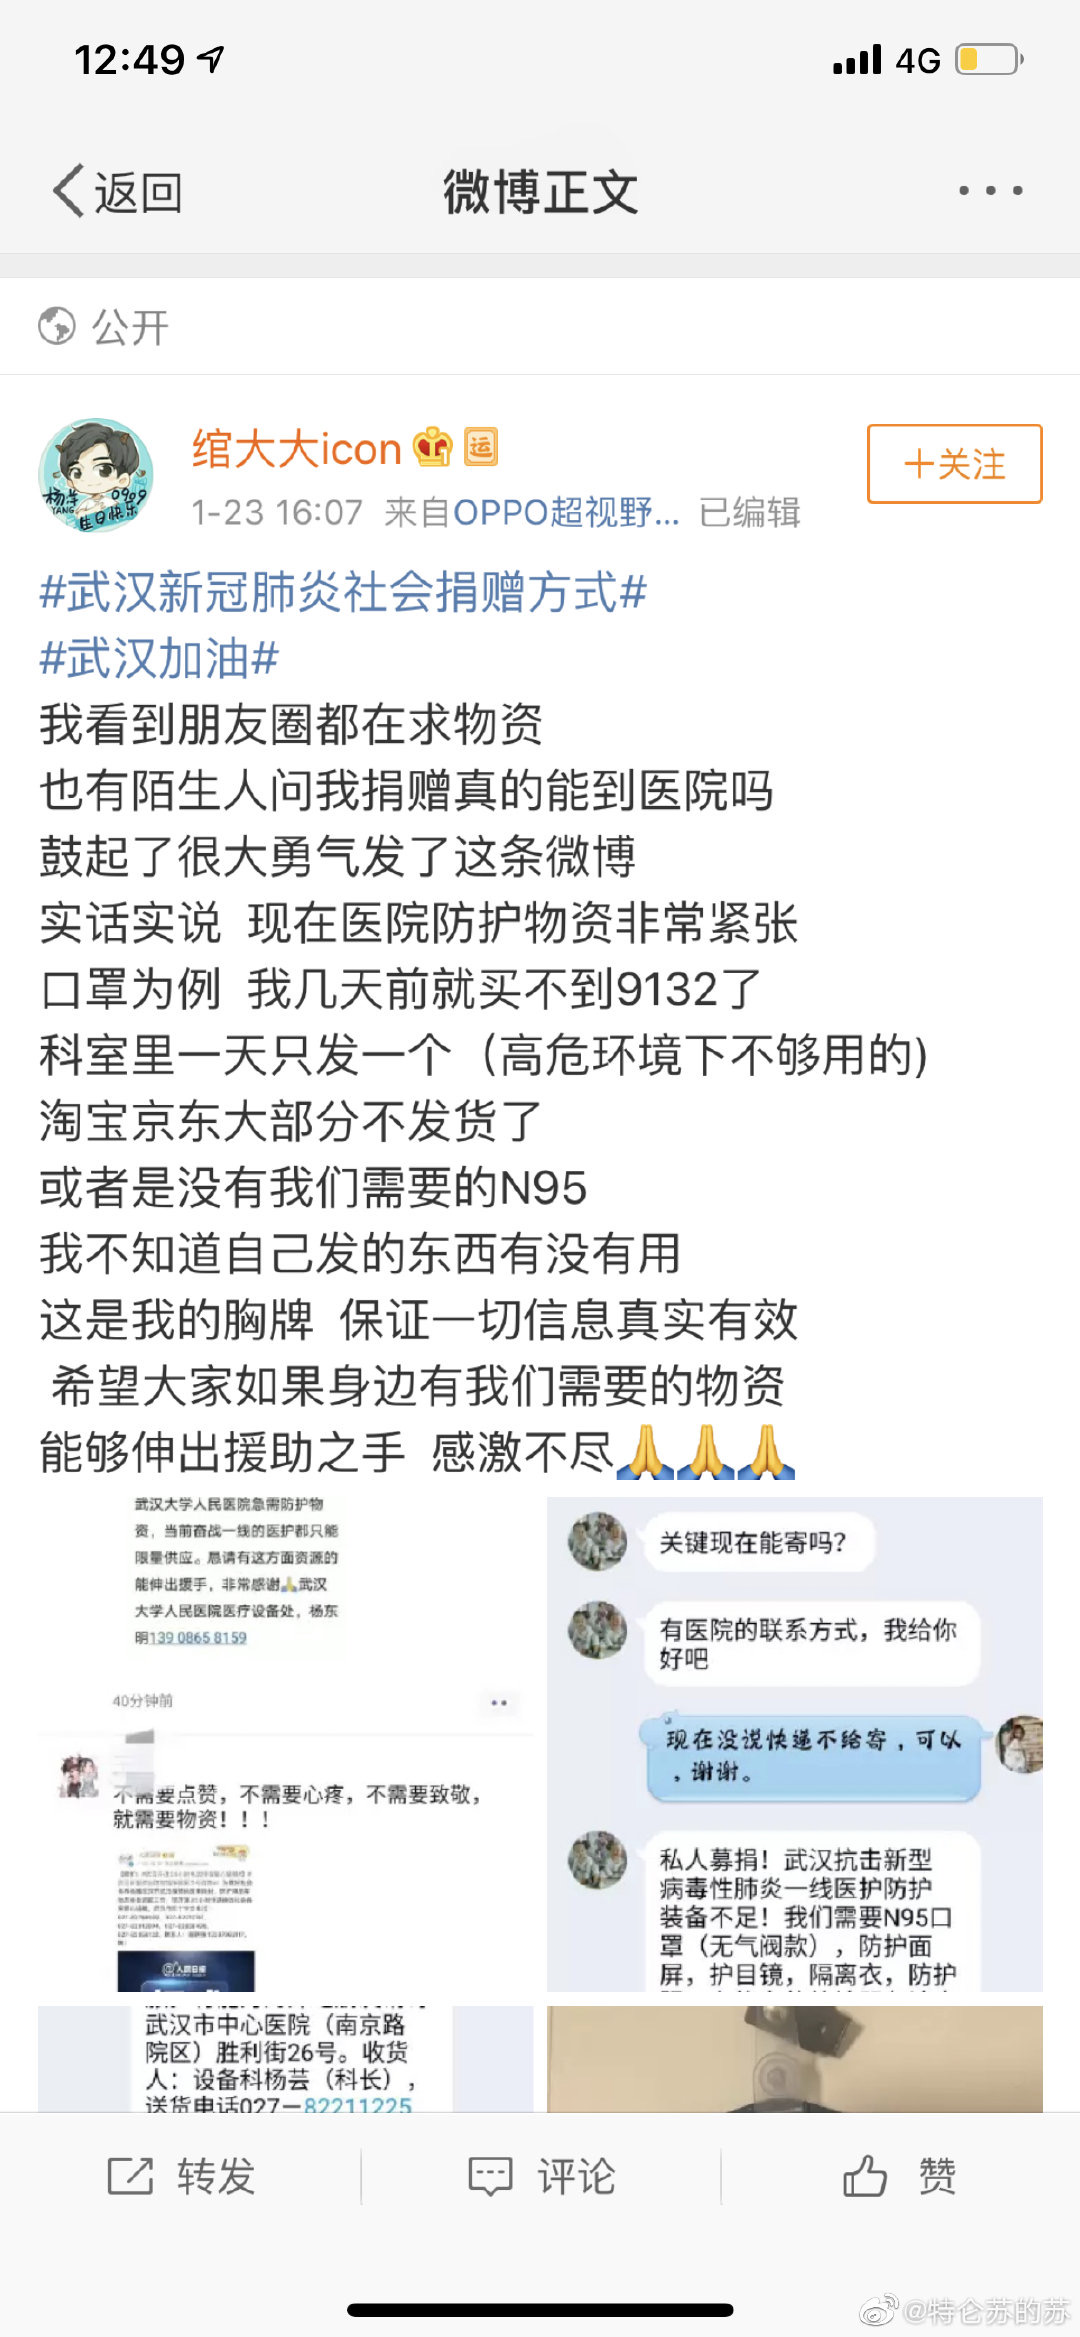 12:49
4G
返回
微博正文
公开
绾大大icon
运
+关注
1-23 16:07 来自OPPO超视野... 已编辑
#武汉新冠肺炎社会捐赠方式#
#武汉加油#
我看到朋友圈都在求物资
也有陌生人问我捐赠真的能到医院吗
鼓起了很大勇气发了这条微博
实话实说 现在医院防护物资非常紧张
口罩为例 我几天前就买不到9132了
科室里一天只发一个（高危环境下不够用的)
淘宝京东大部分不发货了
或者是没有我们需要的N95
我不知道自己发的东西有没有用
这是我的胸牌 保证一切信息真实有效
希望大家如果身边有我们需要的物资
能够伸出援助之手 感激不尽🙏🙏🙏
武汉大学人民医院急需防护物
资，当前奋战一线的医护都只能
限量供应。恳请有这方面资源的
能伸出援手，非常感谢🙏武汉
大学人民医院医疗设备处，杨东
明139 0865 8159
40分钟前
不需要点赞，不需要心疼，不需要致敬，
就需要物资！！！
@人民日报
关键现在能寄吗？
有医院的联系方式，我给你
好吧
现在没说快递不给寄，可以
，谢谢。
私人募捐！武汉抗击新型
病毒性肺炎一线医护防护
装备不足！我们需要N95口
罩（无气阀款），防护面
屏，护目镜，隔离衣，防护
武汉市中心医院（南京路
院区）胜利街26号。收货
人：设备科杨芸（科长），
送货电话027—82211225
转发
评论
赞
@特仑苏的苏